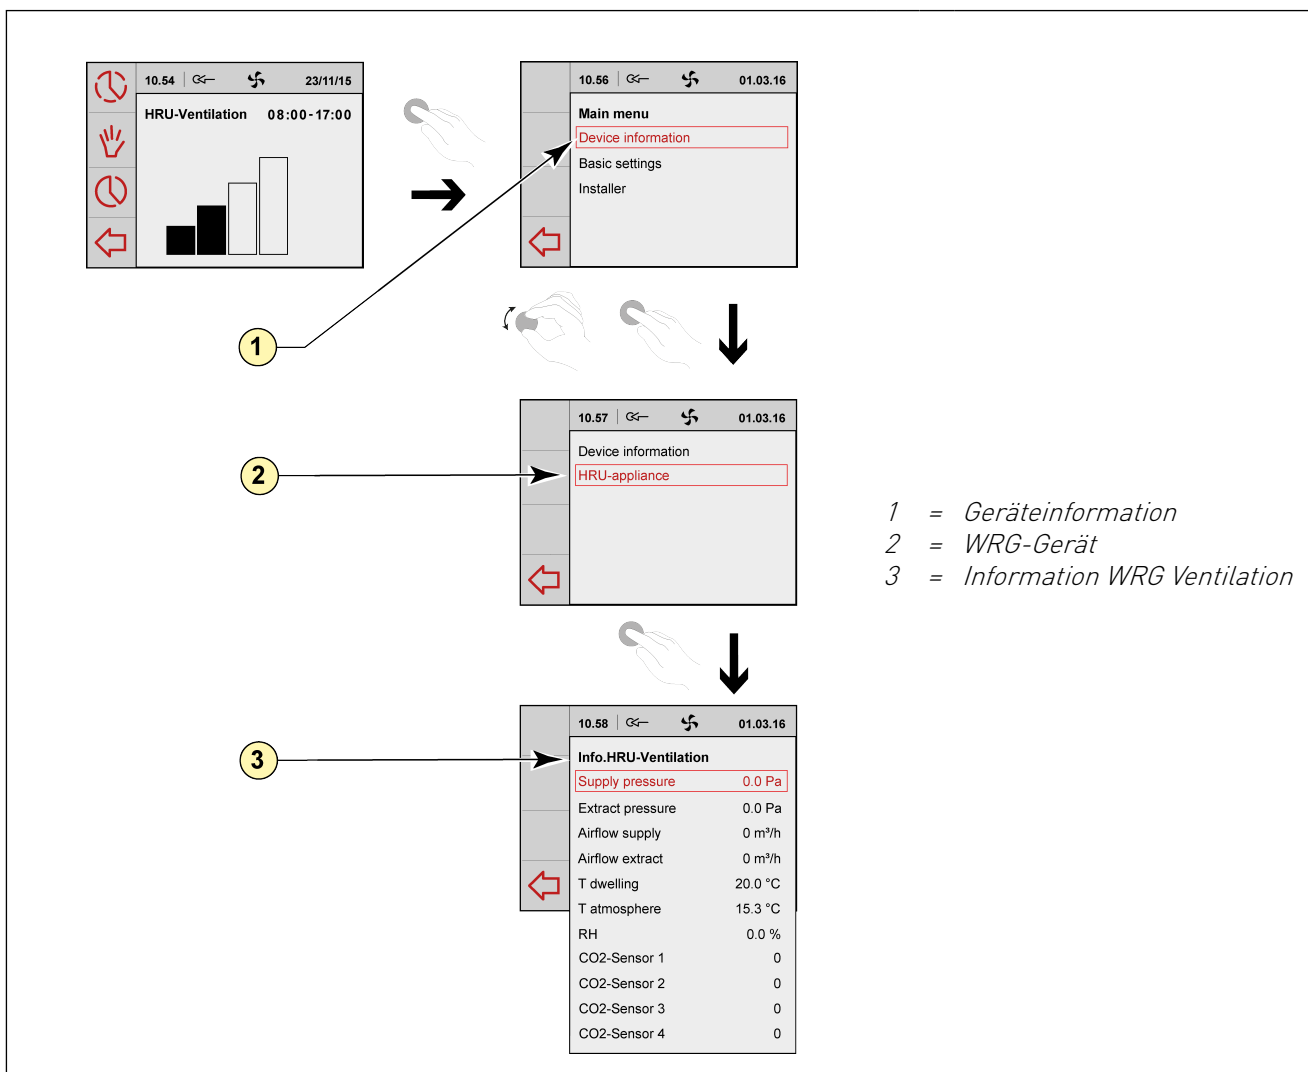 10.54 23/11/15
HRU-Ventilation 08:00-17:00
10.56 01.03.16
Main menu
Device information
Basic settings
Installer
1
10.57 01.03.16
Device information
HRU-appliance
2
1 = Geräteinformation
2 = WRG-Gerät
3 = Information WRG Ventilation
10.58 01.03.16
3
Info.HRU-Ventilation
Supply pressure 0.0 Pa
Extract pressure 0.0 Pa
Airflow supply 0 m³/h
Airflow extract 0 m³/h
T dwelling 20.0 °C
T atmosphere 15.3 °C
RH 0.0 %
CO2-Sensor 1 0
CO2-Sensor 2 0
CO2-Sensor 3 0
CO2-Sensor 4 0